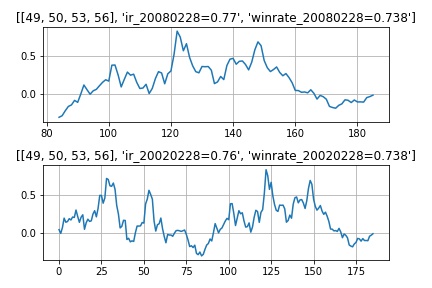 [[49, 50, 53, 56], 'ir_20080228=0.77', 'winrate_20080228=0.738']
0.5
0.0
80 100 120 140 160 180
[[49, 50, 53, 56], 'ir_20020228=0.76', 'winrate_20020228=0.738']
0.5
0.0
0 25 50 75 100 125 150 175